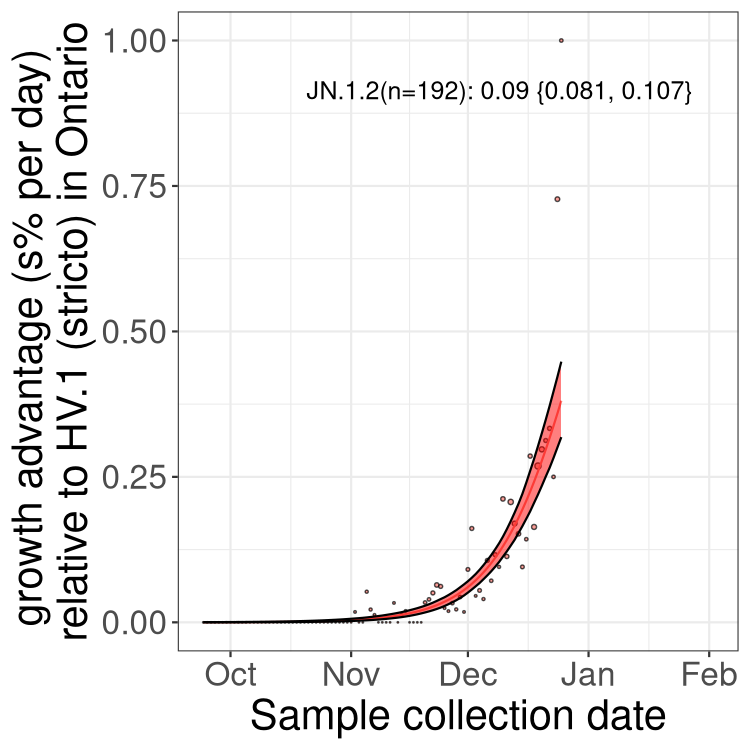 growth advantage (s% per day)
relative to HV.1 (stricto) in Ontario
1.00
0.75
0.50
0.25
0.00
JN.1.2(n=192): 0.09 {0.081, 0.107}
Oct Nov Dec Jan Feb
Sample collection date